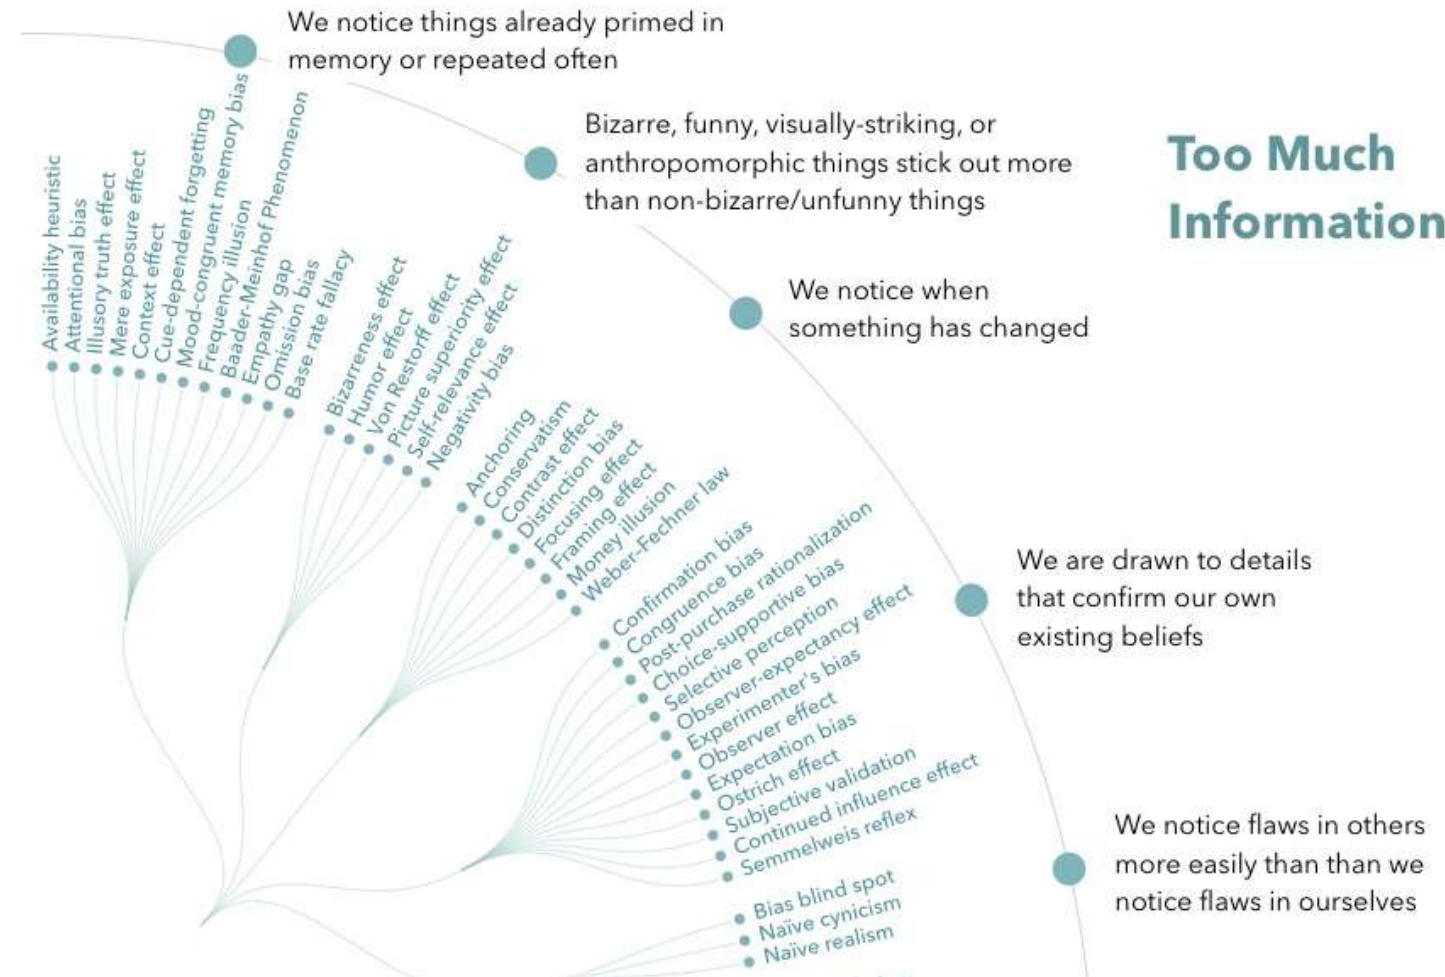 We notice things already primed in
memory or repeated often
Bizarre, funny, visually-striking, or
anthropomorphic things stick out more
than non-bizarre/unfunny things
Too Much
Information
We notice when
something has changed
We are drawn to details
that confirm our own
existing beliefs
We notice flaws in others
more easily than than we
notice flaws in ourselves
Availability heuristic
Attentional bias
Illusory truth effect
Mere exposure effect
Context effect
Cue-dependent forgetting
Mood-congruent memory bias
Frequency illusion
Baader-Meinhof Phenomenon
Empathy gap
Omission bias
Base rate fallacy
Bizarreness effect
Humor effect
Von Restorff effect
Picture superiority effect
Self-relevance effect
Negativity bias
Anchoring
Conservatism
Contrast effect
Distinction bias
Focusing effect
Framing effect
Money illusion
Weber-Fechner law
Confirmation bias
Congruence bias
Post-purchase rationalization
Choice-supportive bias
Selective perception
Observer-expectancy effect
Experimenter's bias
Observer effect
Expectation bias
Ostrich effect
Subjective validation
Continued influence effect
Semmelweis reflex
Bias blind spot
Naïve cynicism
Naïve realism